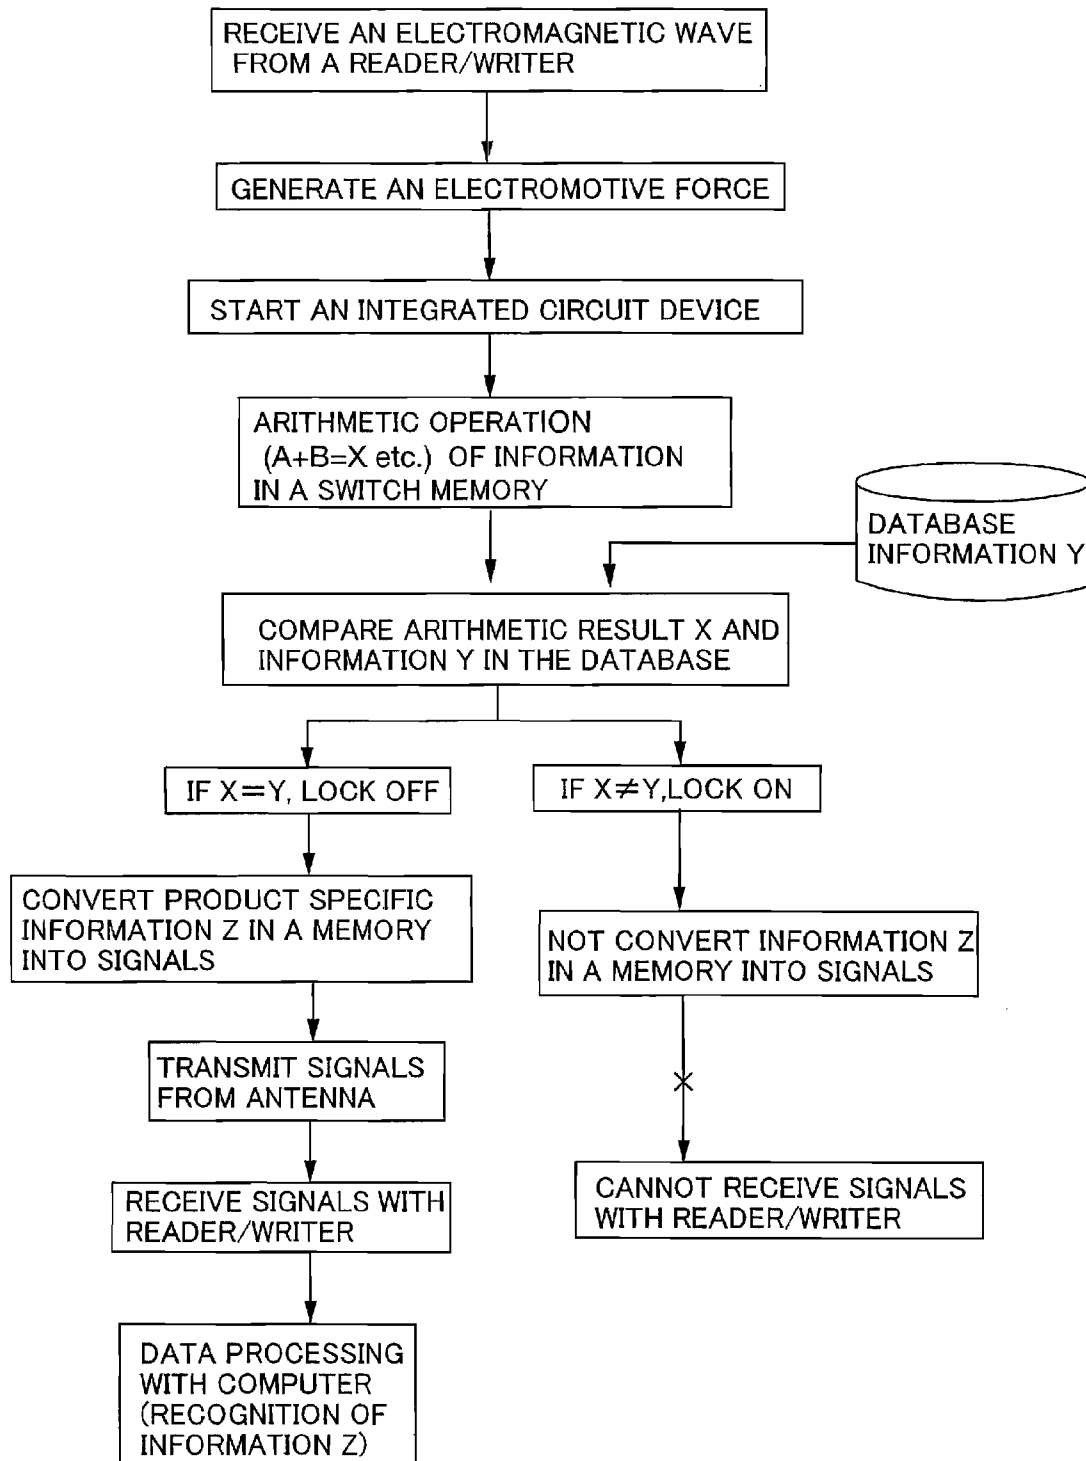 RECEIVE AN ELECTROMAGNETIC WAVE
FROM A READER/WRITER
GENERATE AN ELECTROMOTIVE FORCE
START AN INTEGRATED CIRCUIT DEVICE
ARITHMETIC OPERATION
(A+B=X etc.) OF INFORMATION
IN A SWITCH MEMORY
DATABASE
INFORMATION Y
COMPARE ARITHMETIC RESULT X AND
INFORMATION Y IN THE DATABASE
IF X=Y, LOCK OFF
IF X≠Y,LOCK ON
CONVERT PRODUCT SPECIFIC
INFORMATION Z IN A MEMORY
INTO SIGNALS
NOT CONVERT INFORMATION Z
IN A MEMORY INTO SIGNALS
TRANSMIT SIGNALS
FROM ANTENNA
RECEIVE SIGNALS WITH
READER/WRITER
CANNOT RECEIVE SIGNALS
WITH READER/WRITER
DATA PROCESSING
WITH COMPUTER
(RECOGNITION OF
INFORMATION Z)